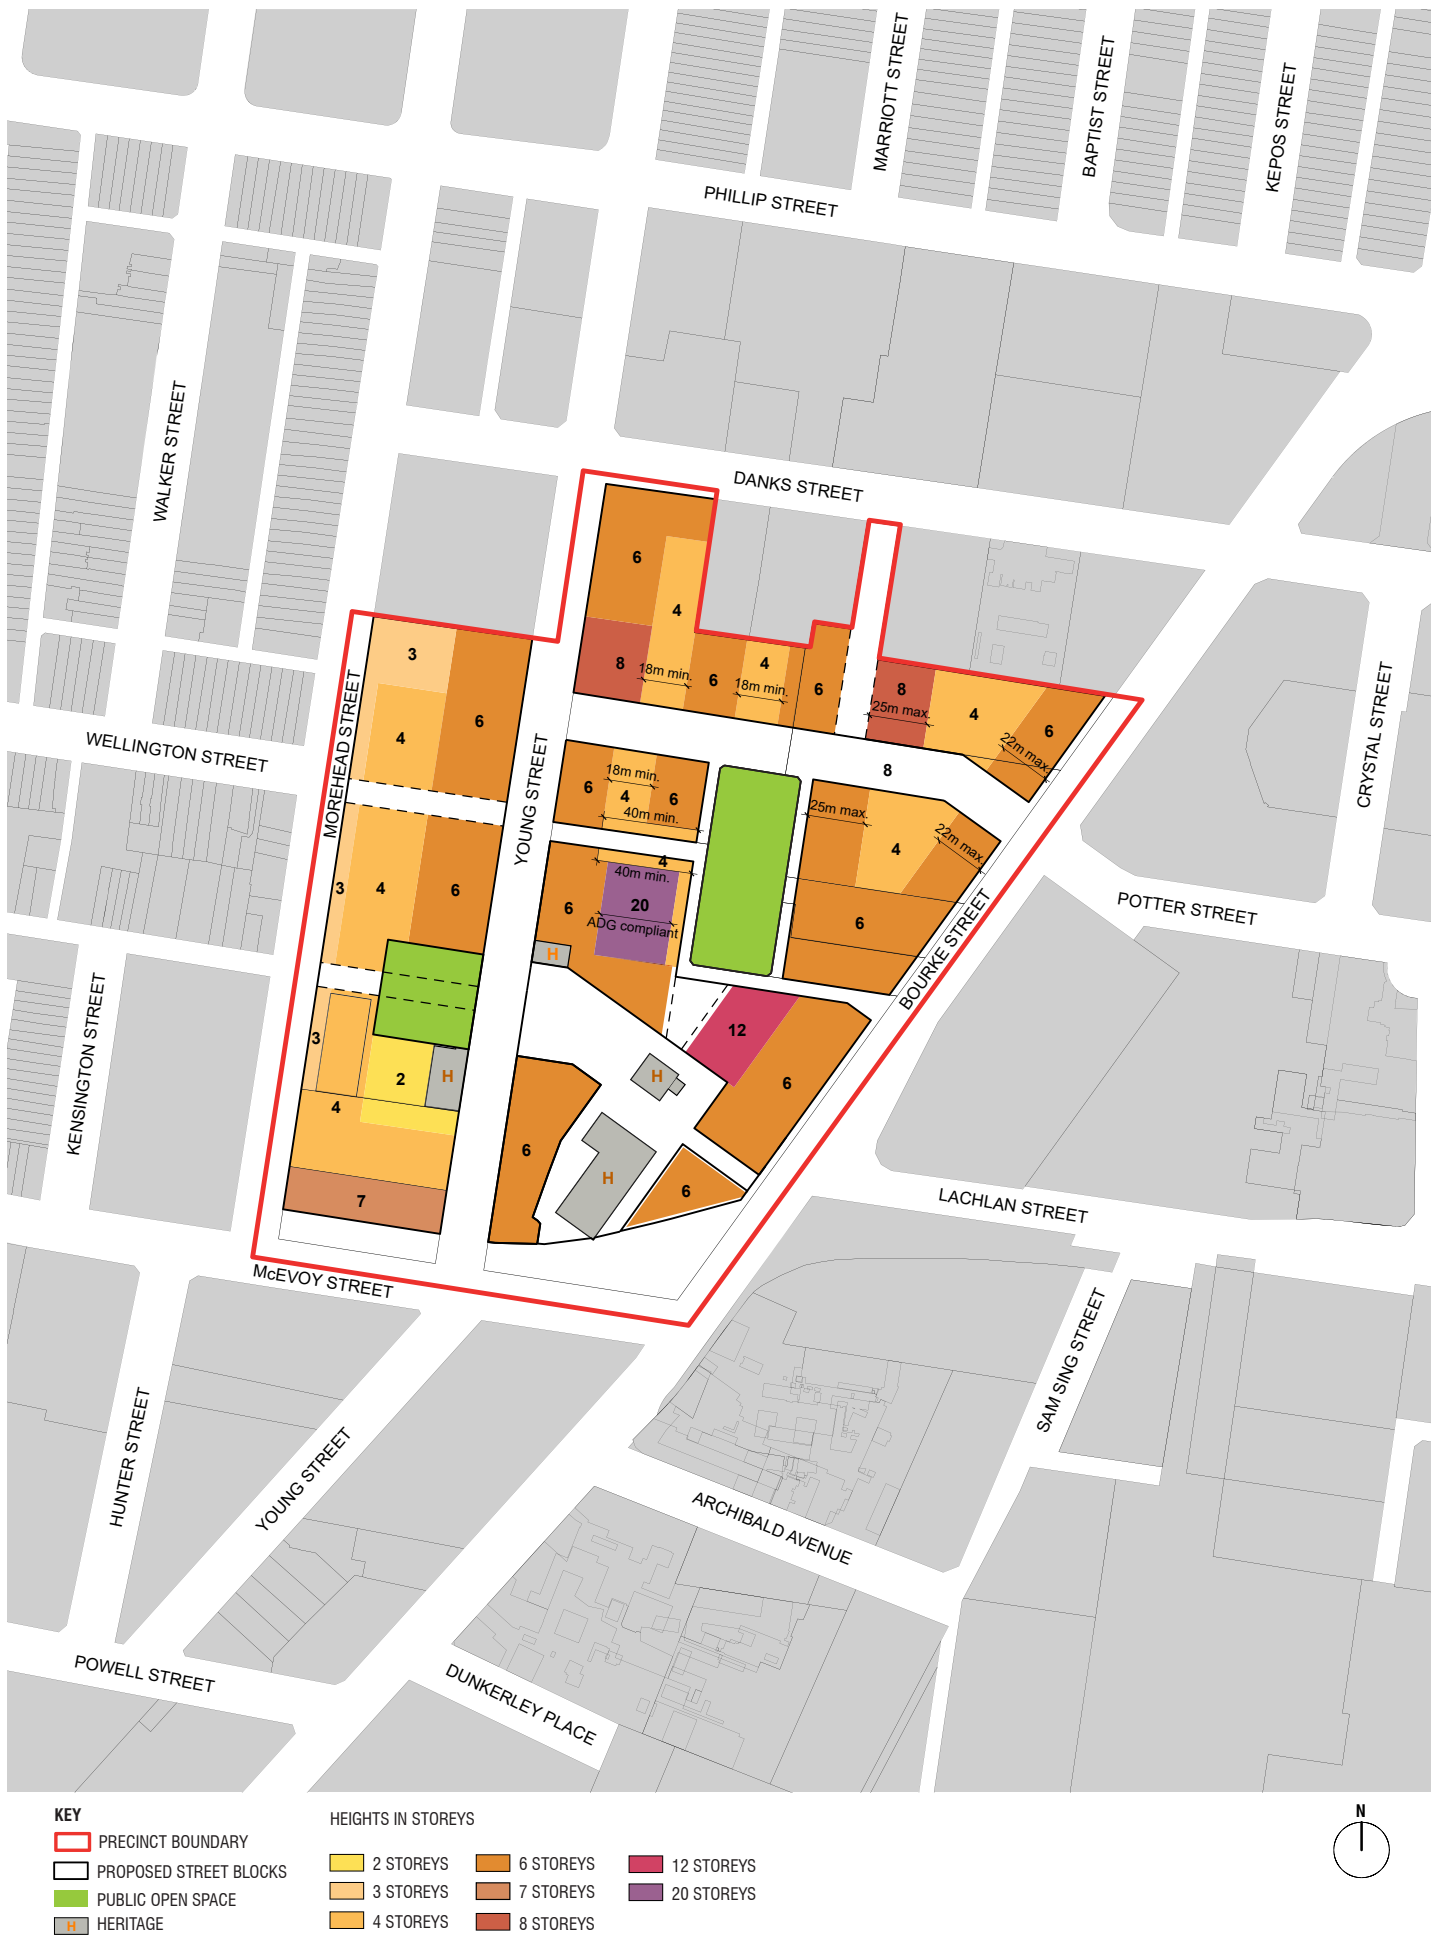 MARRIOTT STREET
BAPTIST STREET
KEPOS STREET
PHILLIP STREET
WALKER STREET
DANKS STREET
6
4
3
8
18m min.
6
4
18m min.
6
8
25m max.
4
6
22m max.
MOREHEAD STREET
WELLINGTON STREET
CRYSTAL STREET
6
4
YOUNG STREET
8
6
18m min.
4
6
40m min.
25m max.
4
22m max.
3
4
6
4
40m min.
6
20
ADG compliant
6
POTTER STREET
BOURKE STREET
H
KENSINGTON STREET
3
12
2
H
H
6
4
6
H
6
7
LACHLAN STREET
McEVOY STREET
SAM SING STREET
HUNTER STREET
YOUNG STREET
ARCHIBALD AVENUE
POWELL STREET
DUNKERLEY PLACE
KEY
PRECINCT BOUNDARY
PROPOSED STREET BLOCKS
PUBLIC OPEN SPACE
H HERITAGE
HEIGHTS IN STOREYS
2 STOREYS
3 STOREYS
4 STOREYS
6 STOREYS
7 STOREYS
8 STOREYS
12 STOREYS
20 STOREYS
N